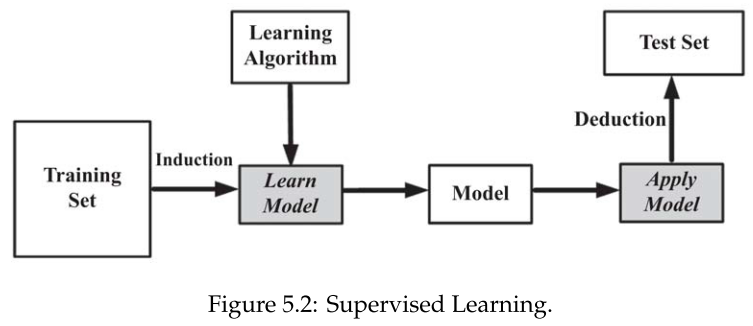 Learning
Algorithm
Test Set
Deduction
Induction
Training
Set
Learn
Model
Model
Apply
Model
Figure 5.2: Supervised Learning.